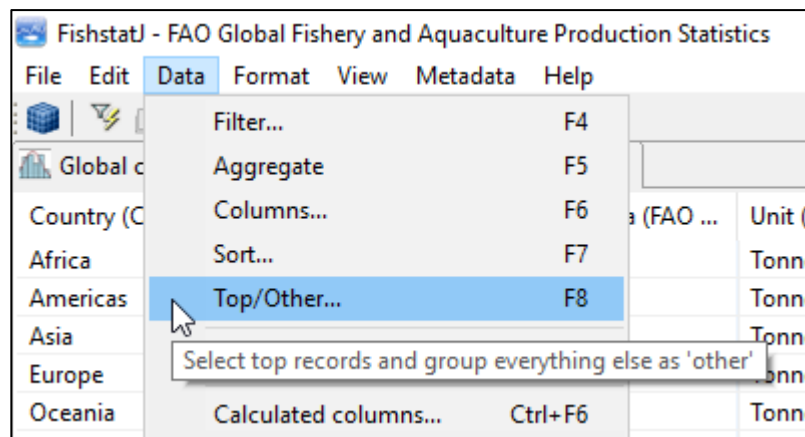 FishstatJ - FAO Global Fishery and Aquaculture Production Statistics
File Edit Data Format View Metadata Help
Filter... F4
Global c Aggregate F5
Country (C Columns... F6 a (FAO ... Unit (
Africa Sort... F7 Tonn
Americas Top/Other... F8 Tonn
Asia Tonn
Select top records and group everything else as 'other'
Europe onn
Oceania Calculated columns... Ctrl+F6 Tonn